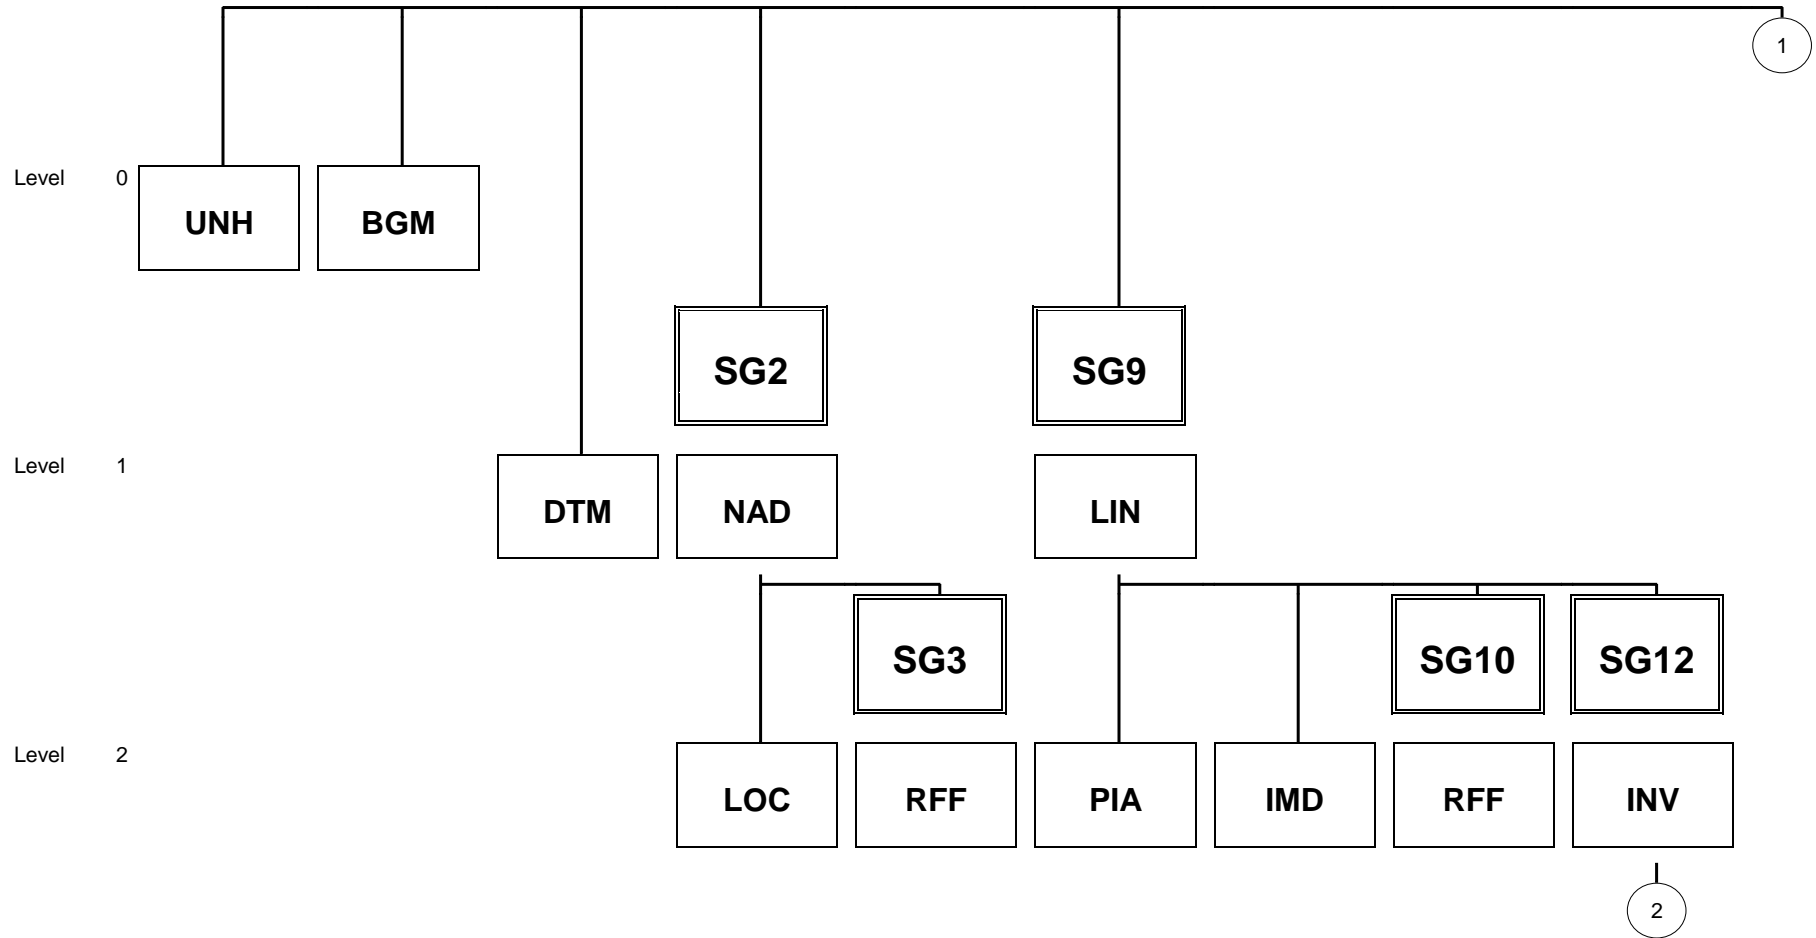 1
Level 0
UNH BGM
SG2 SG9
Level 1
DTM NAD LIN
SG3 SG10 SG12
Level 2
LOC RFF PIA IMD RFF INV
2